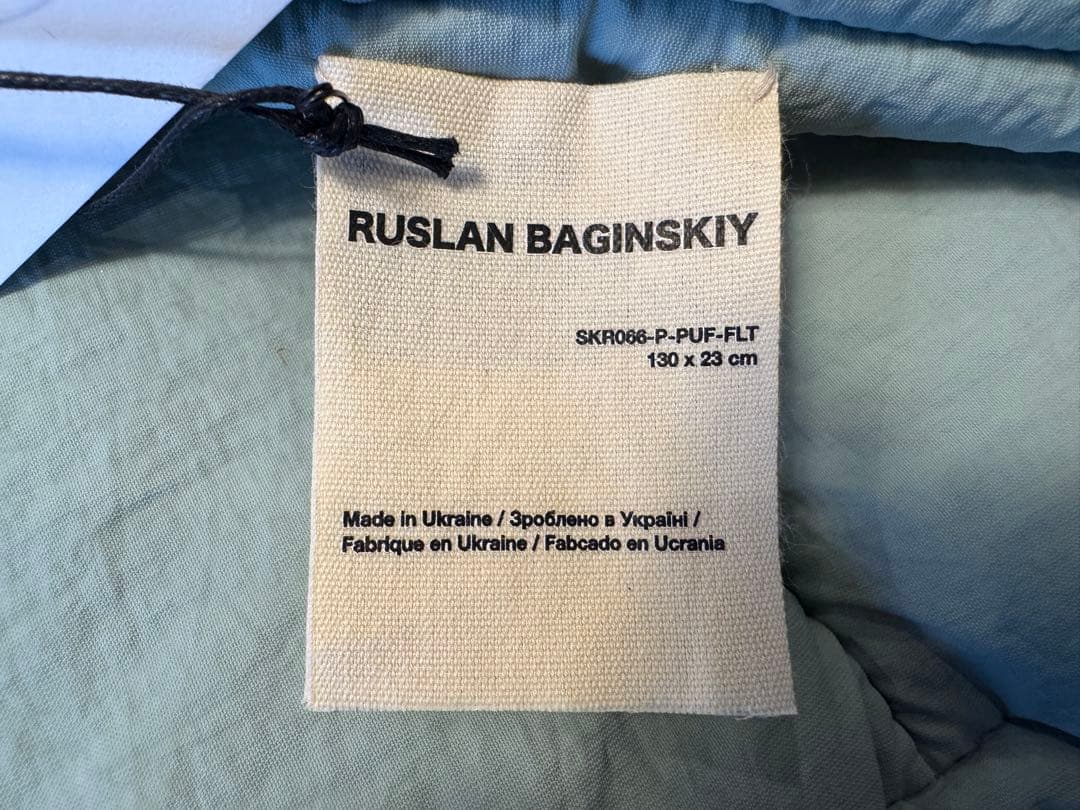 RUSLAN BAGINSKIY
SKR066-P-PUF-FLT
130 x 23 cm
Made in Ukraine / Зроблено в Україні /
Fabrique en Ukraine / Fabcado en Ucrania